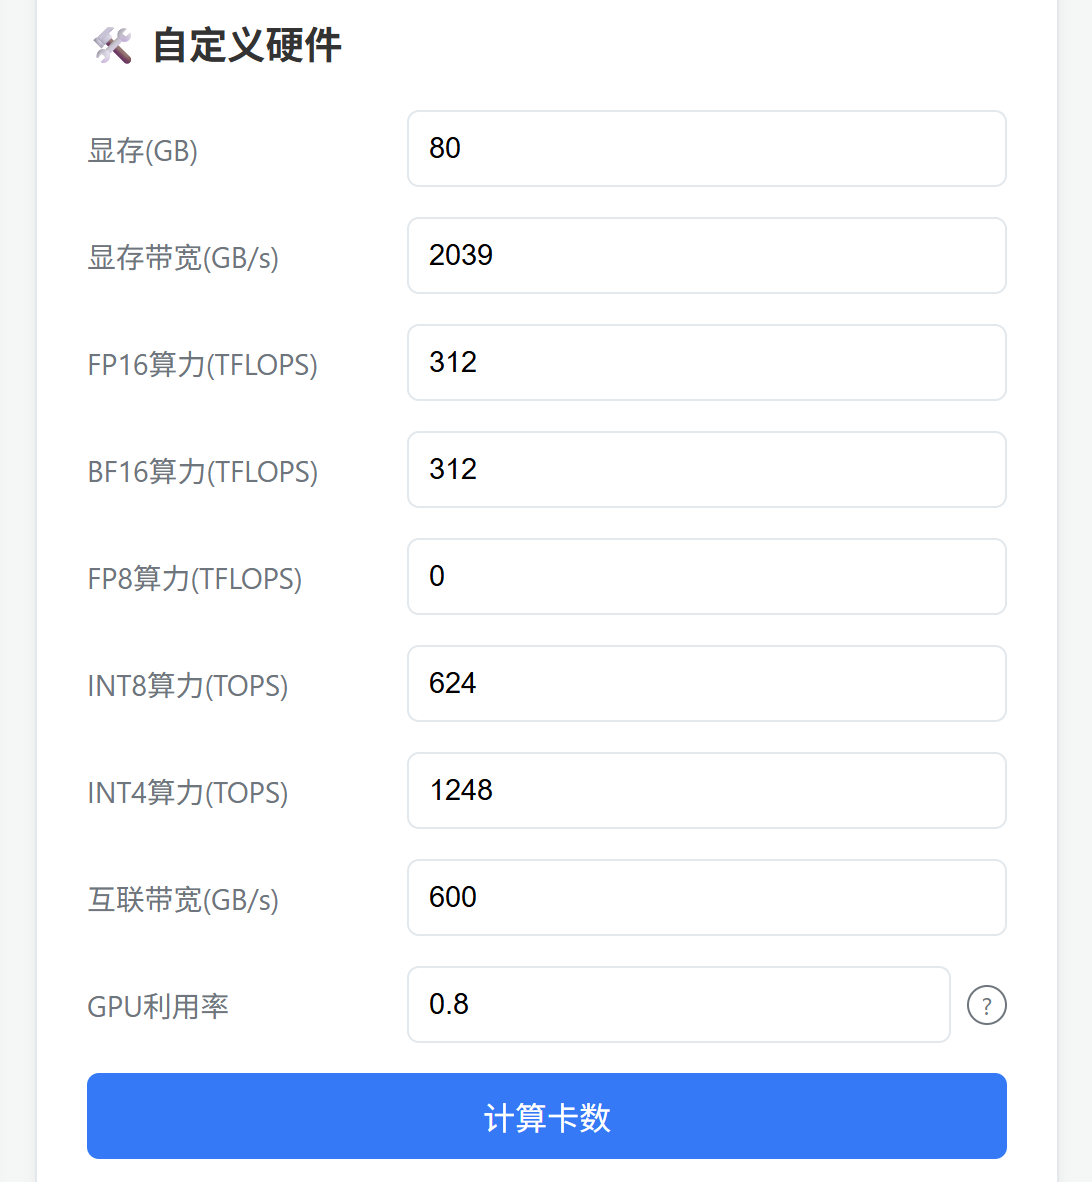 自定义硬件
显存(GB) 80
显存带宽(GB/s) 2039
FP16算力(TFLOPS) 312
BF16算力(TFLOPS) 312
FP8算力(TFLOPS) 0
INT8算力(TOPS) 624
INT4算力(TOPS) 1248
互联带宽(GB/s) 600
GPU利用率 0.8 ?
计算卡数